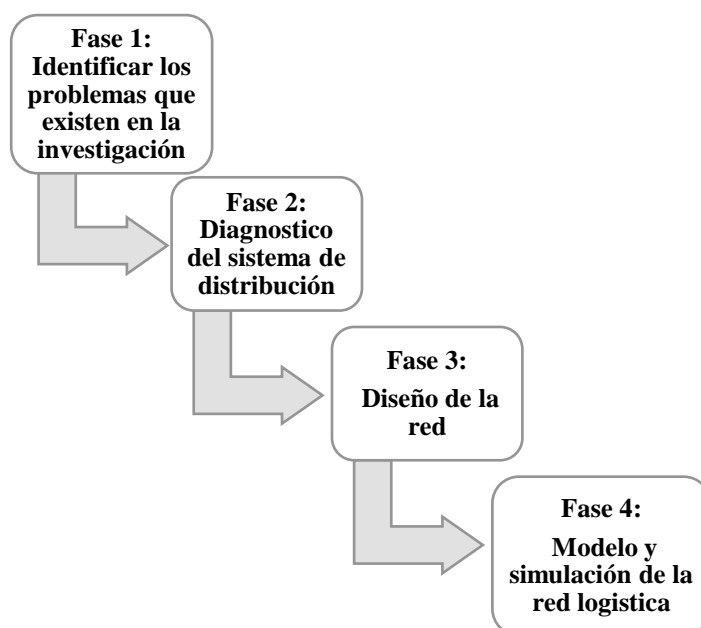 Fase 1:
Identificar los
problemas que
existen en la
investigación
Fase 2:
Diagnostico
del sistema de
distribución
Fase 3:
Diseño de la
red
Fase 4:
Modelo y
simulación de la
red logistica